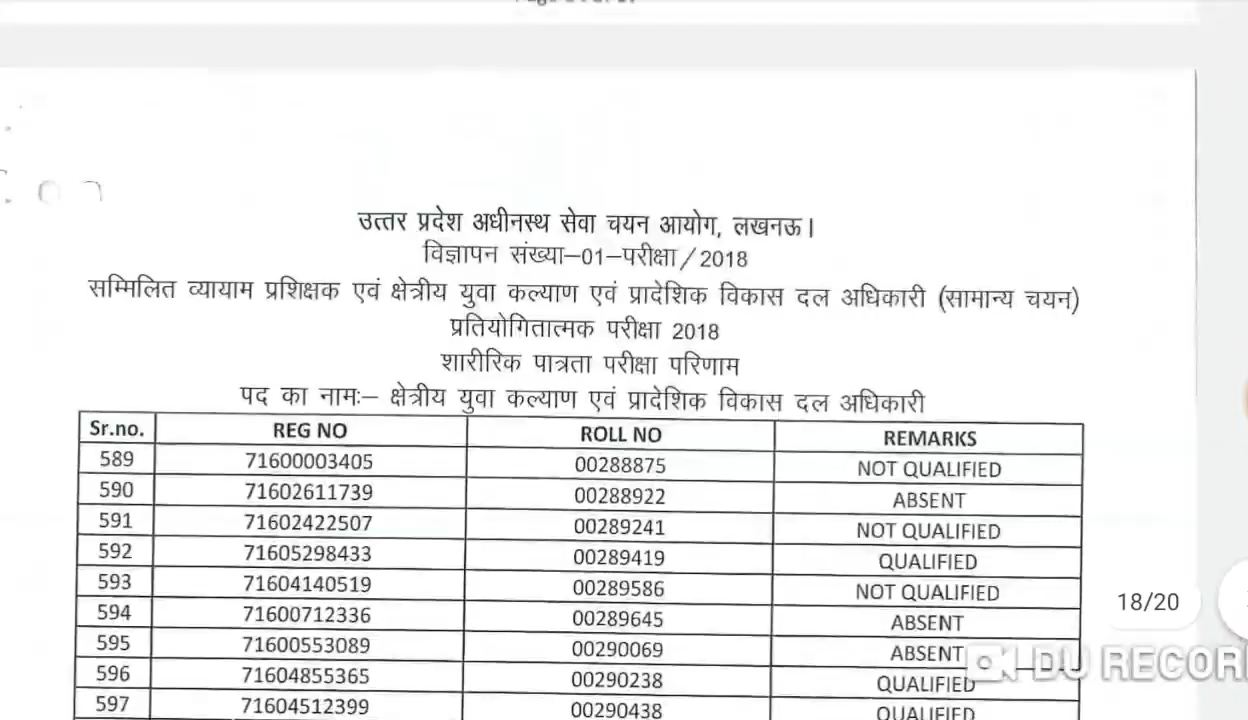 उत्तर प्रदेश अधीनस्थ सेवा चयन आयोग, लखनऊ।
विज्ञापन संख्या–01–परीक्षा/2018
सम्मिलित व्यायाम प्रशिक्षक एवं क्षेत्रीय युवा कल्याण एवं प्रादेशिक विकास दल अधिकारी (सामान्य चयन)
प्रतियोगितात्मक परीक्षा 2018
शारीरिक पात्रता परीक्षा परिणाम
पद का नामः– क्षेत्रीय युवा कल्याण एवं प्रादेशिक विकास दल अधिकारी
Sr.no. REG NO ROLL NO REMARKS
589 71600003405 00288875 NOT QUALIFIED
590 71602611739 00288922 ABSENT
591 71602422507 00289241 NOT QUALIFIED
592 71605298433 00289419 QUALIFIED
593 71604140519 00289586 NOT QUALIFIED
594 71600712336 00289645 ABSENT
595 71600553089 00290069 ABSENT
596 71604855365 00290238 QUALIFIED
597 71604512399 00290438 QUALIFIED
18/20
DU RECOR